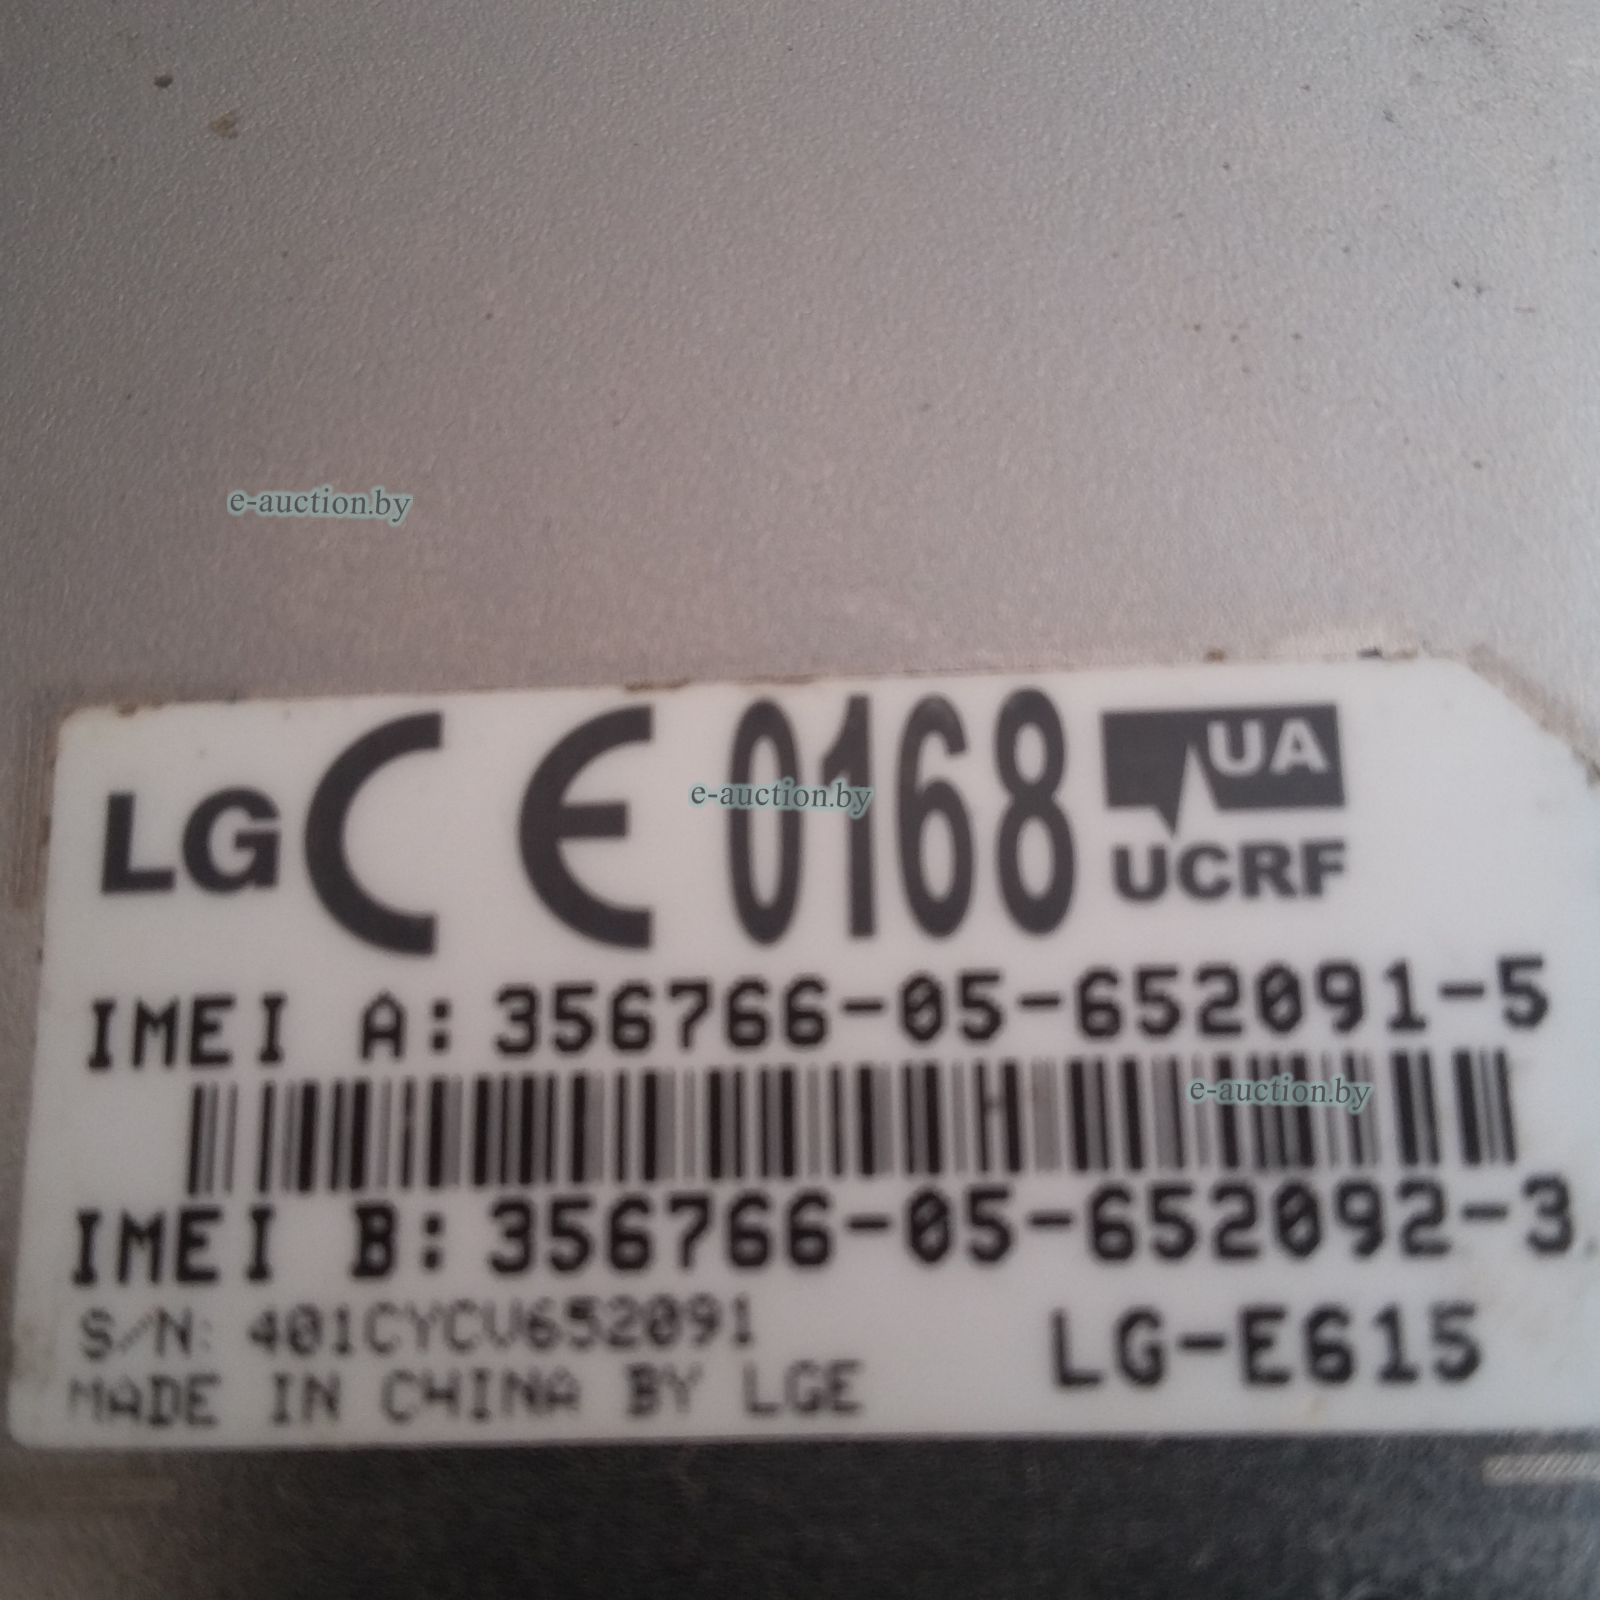 e-auction.by
LG CE 0168 UA
UCRF
e-auction.by
IMEI A: 356766-05-652091-5
e-auction.by
IMEI B: 356766-05-652092-3
S/N: 401CYCV652091
LG-E615
MADE IN CHINA BY LGE